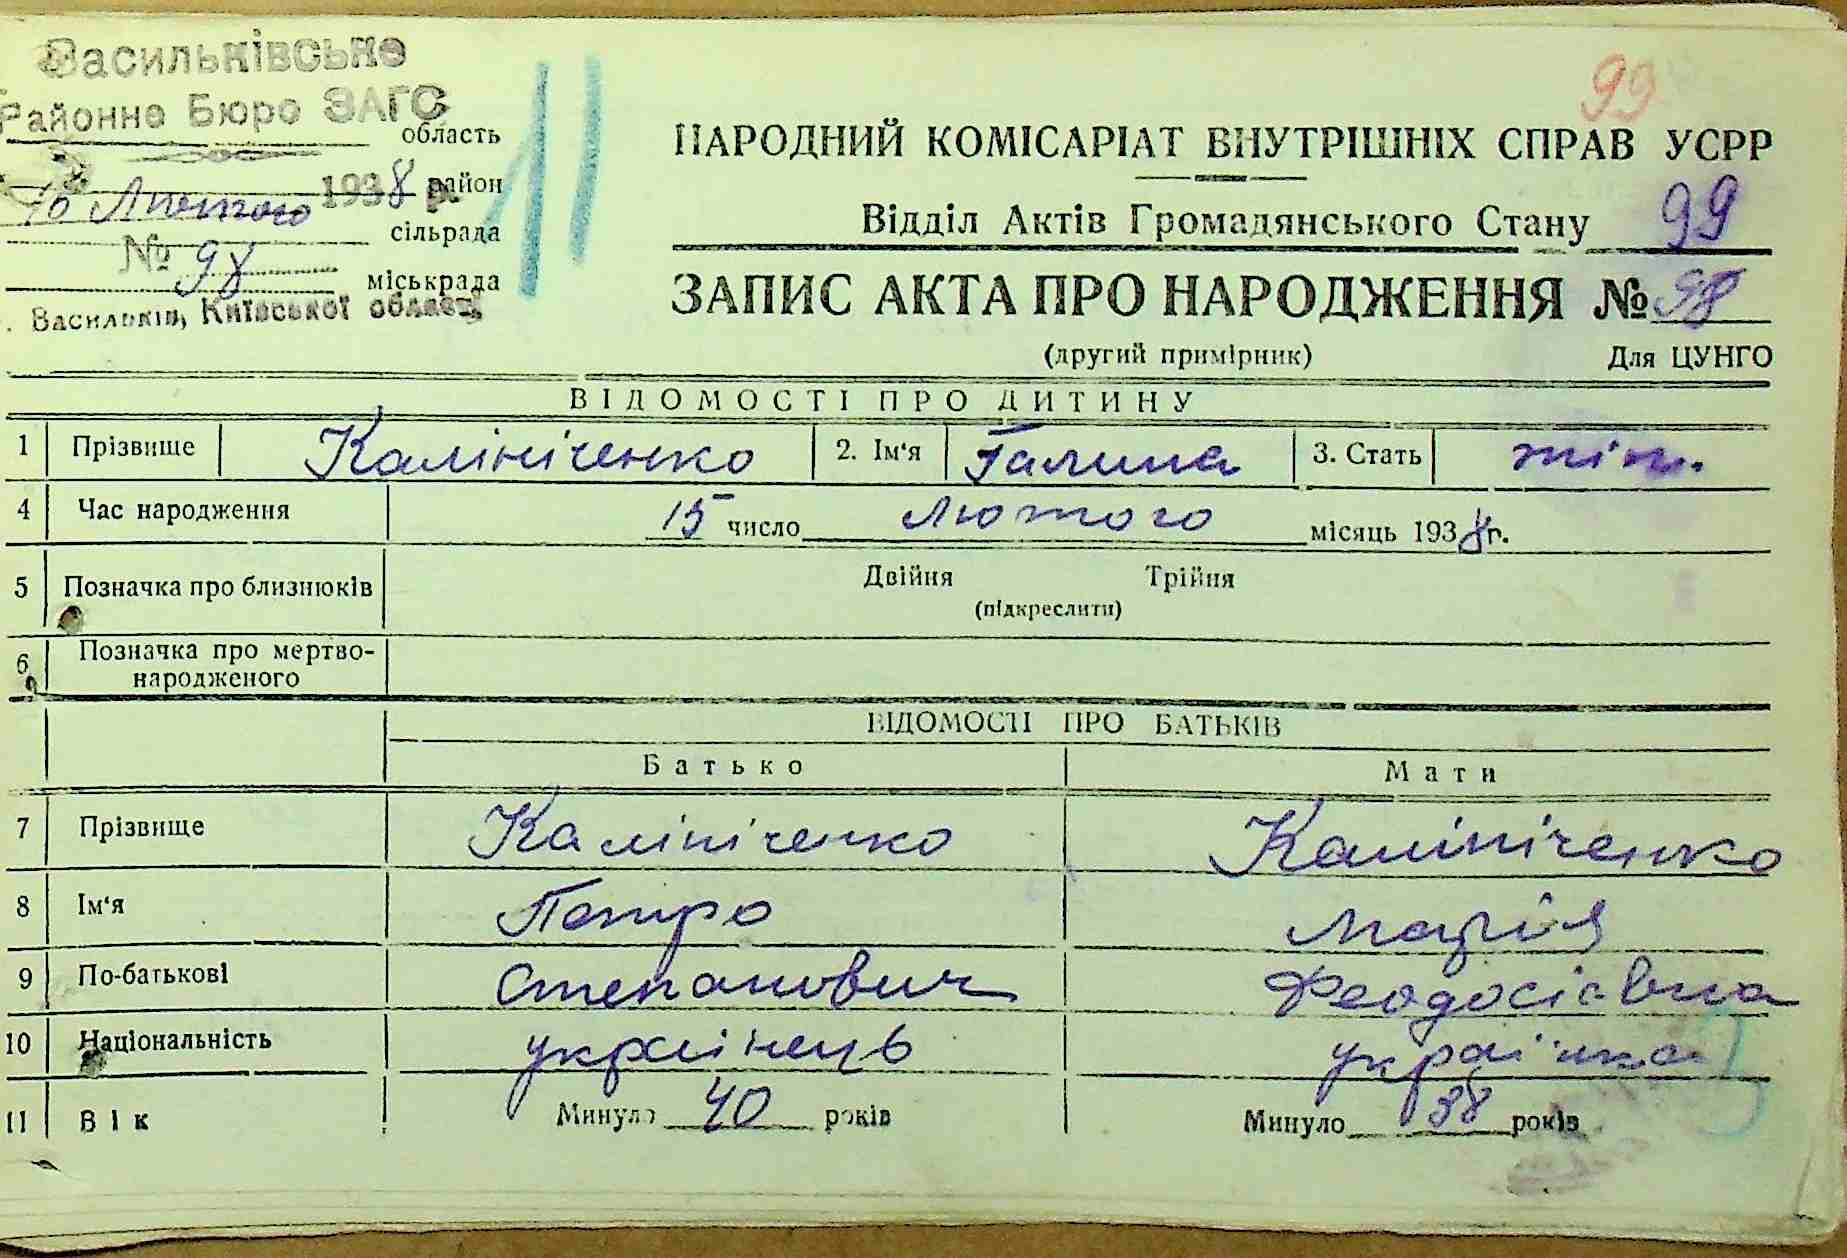 Васильківське
Районне Бюро ЗАГС
область
Лютого 1938 р. район
сільрада
№ 98
міськрада
Васильків, Київської області
99
НАРОДНИЙ КОМІСАРІАТ ВНУТРІШНІХ СПРАВ УСРР
Відділ Актів Громадянського Стану 99
ЗАПИС АКТА ПРО НАРОДЖЕННЯ № 98
(другий примірник) Для ЦУНГО
ВІДОМОСТІ ПРО ДИТИНУ
1 Прізвище Калініченко 2. Ім‘я Галина 3. Стать жін.
4 Час народження 15 число Лютого місяць 1938 г.
5 Позначка про близнюків Двійня Трійня
(підкреслити)
6 Позначка про мертво-
народженого
ВІДОМОСТІ ПРО БАТЬКІВ
Батько Мати
7 Прізвище Калініченко Калініченко
8 Ім‘я Петро Марія
9 По-батькові Степанович Феодосієвна
10 Національність українець українка
11 Вік Минуло 40 років Минуло 38 років